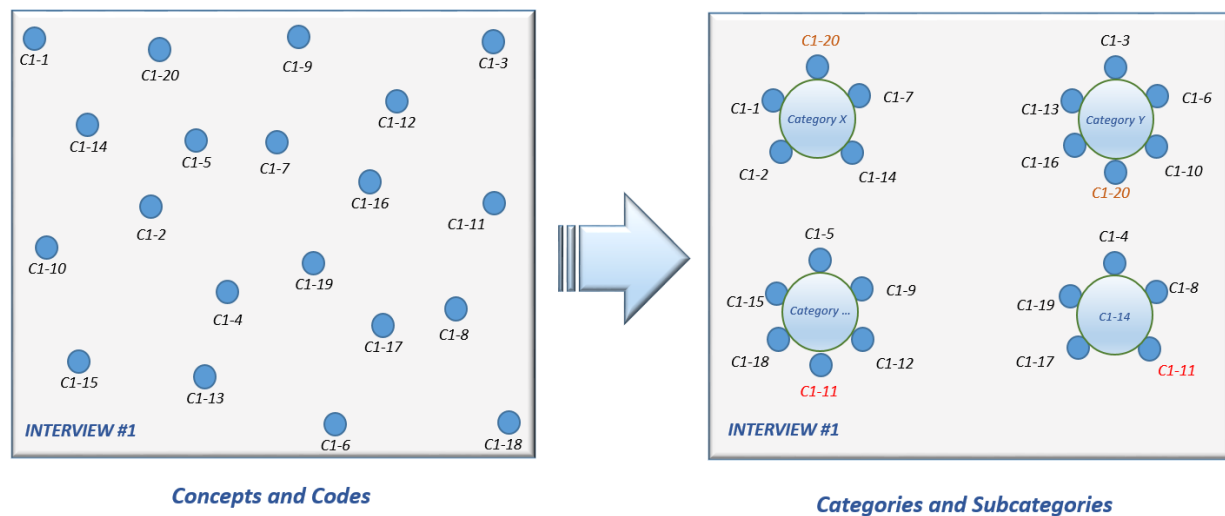 C1-1
C1-20
C1-9
C1-3
C1-12
C1-14
C1-5
C1-7
C1-16
C1-2
C1-11
C1-10
C1-19
C1-4
C1-8
C1-17
C1-15
C1-13
C1-6
C1-18
INTERVIEW #1
Concepts and Codes
C1-20
C1-1
C1-7
Category X
C1-2
C1-14
C1-3
C1-13
C1-6
Category Y
C1-16
C1-10
C1-20
C1-5
C1-15
C1-9
Category ...
C1-18
C1-12
C1-11
C1-4
C1-19
C1-8
C1-14
C1-17
C1-11
INTERVIEW #1
Categories and Subcategories